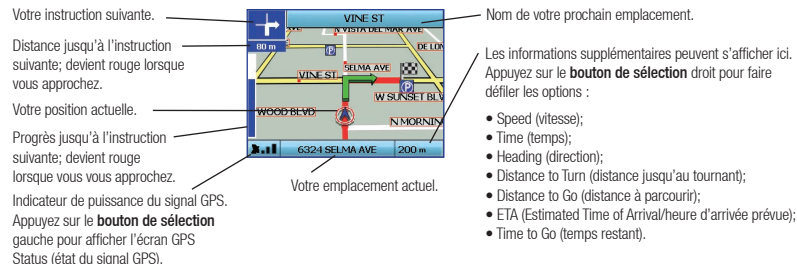 Votre instruction suivante.
Distance jusqu'à l'instruction
suivante; devient rouge lorsque
vous approchez.
Votre position actuelle.
Progrès jusqu'à l'instruction
suivante; devient rouge
lorsque vous vous approchez.
Indicateur de puissance du signal GPS.
Appuyez sur le bouton de sélection
gauche pour afficher l'écran GPS
Status (état du signal GPS).
VINE ST
N VISTA DEL MAR AVE
80 m
DE LON
SELMA AVE
VINE ST
W SUNSET BLV
WOOD BLVD
N MORNIN
6324 SELMA AVE
200 m
Votre emplacement actuel.
Nom de votre prochain emplacement.
Les informations supplémentaires peuvent s'afficher ici.
Appuyez sur le bouton de sélection droit pour faire
défiler les options :
• Speed (vitesse);
• Time (temps);
• Heading (direction);
• Distance to Turn (distance jusqu'au tournant);
• Distance to Go (distance à parcourir);
• ETA (Estimated Time of Arrival/heure d'arrivée prévue);
• Time to Go (temps restant).